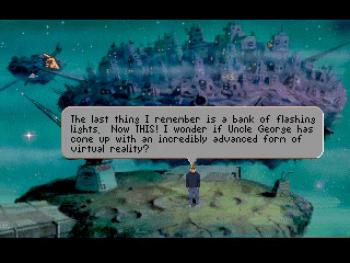 The last thing I remenber is a bank of flashing
lights.  Now THIS! I wonder if Uncle George has
come up with an incredibly advanced form of
virtual reality?